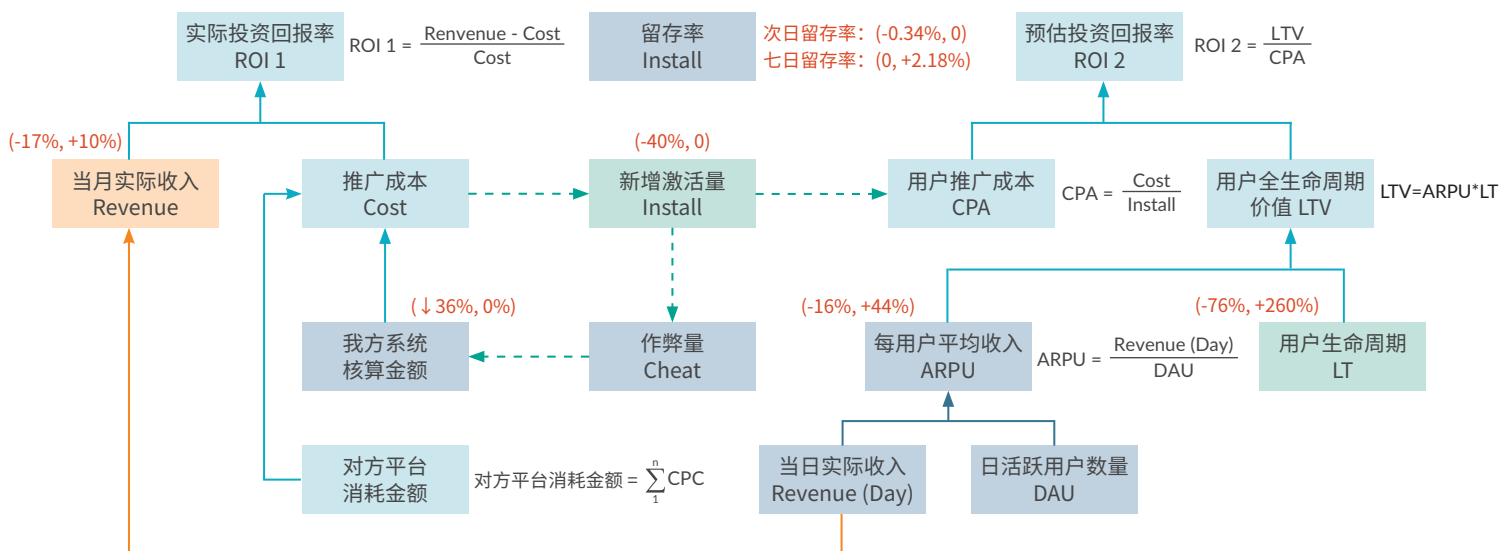 实际投资回报率
ROI 1
ROI 1 = Renvenue - Cost
Cost
留存率
Install
次日留存率：(-0.34%, 0)
七日留存率：(0, +2.18%)
预估投资回报率
ROI 2
ROI 2 = LTV
CPA
(-17%, +10%)
当月实际收入
Revenue
推广成本
Cost
(-40%, 0)
新增激活量
Install
用户推广成本
CPA
CPA = Cost
Install
用户全生命周期
价值 LTV
LTV=ARPU*LT
(↓36%, 0%)
我方系统
核算金额
作弊量
Cheat
(-16%, +44%)
每用户平均收入
ARPU
ARPU = Revenue (Day)
DAU
(-76%, +260%)
用户生命周期
LT
对方平台
消耗金额
对方平台消耗金额 = n
∑ CPC
1
当日实际收入
Revenue (Day)
日活跃用户数量
DAU